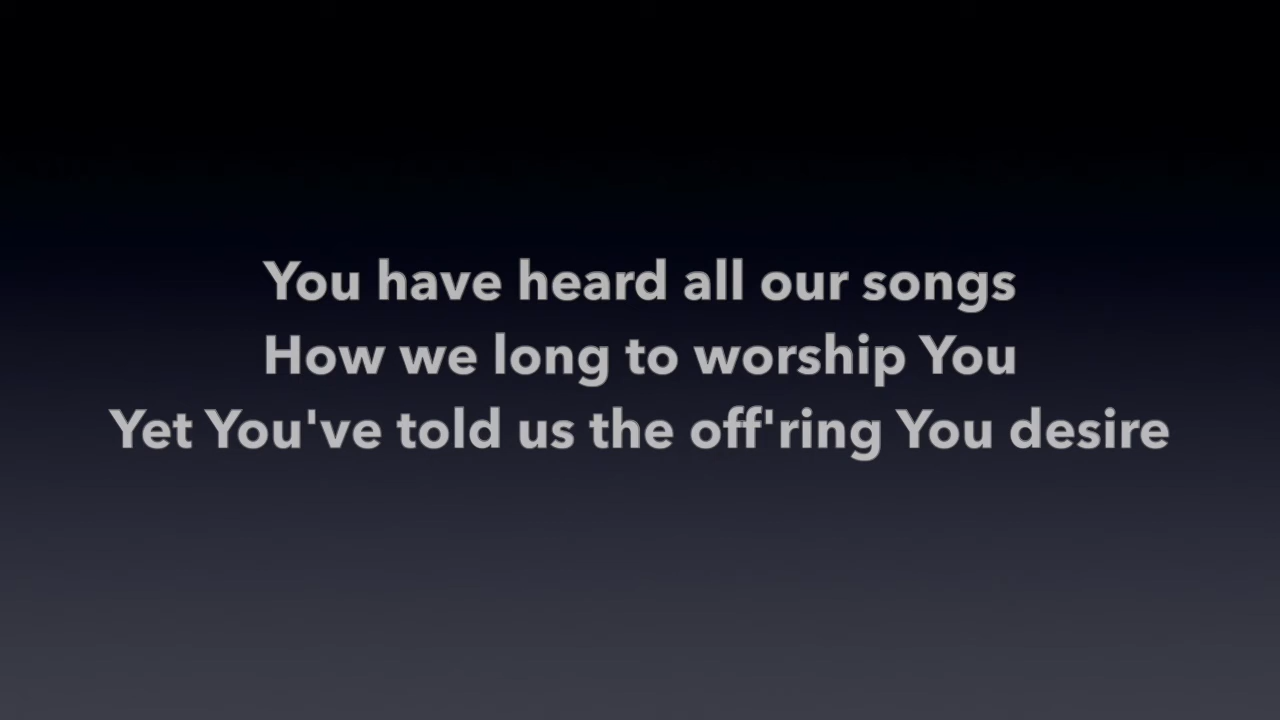 You have heard all our songs
How we long to worship You
Yet You've told us the off'ring You desire